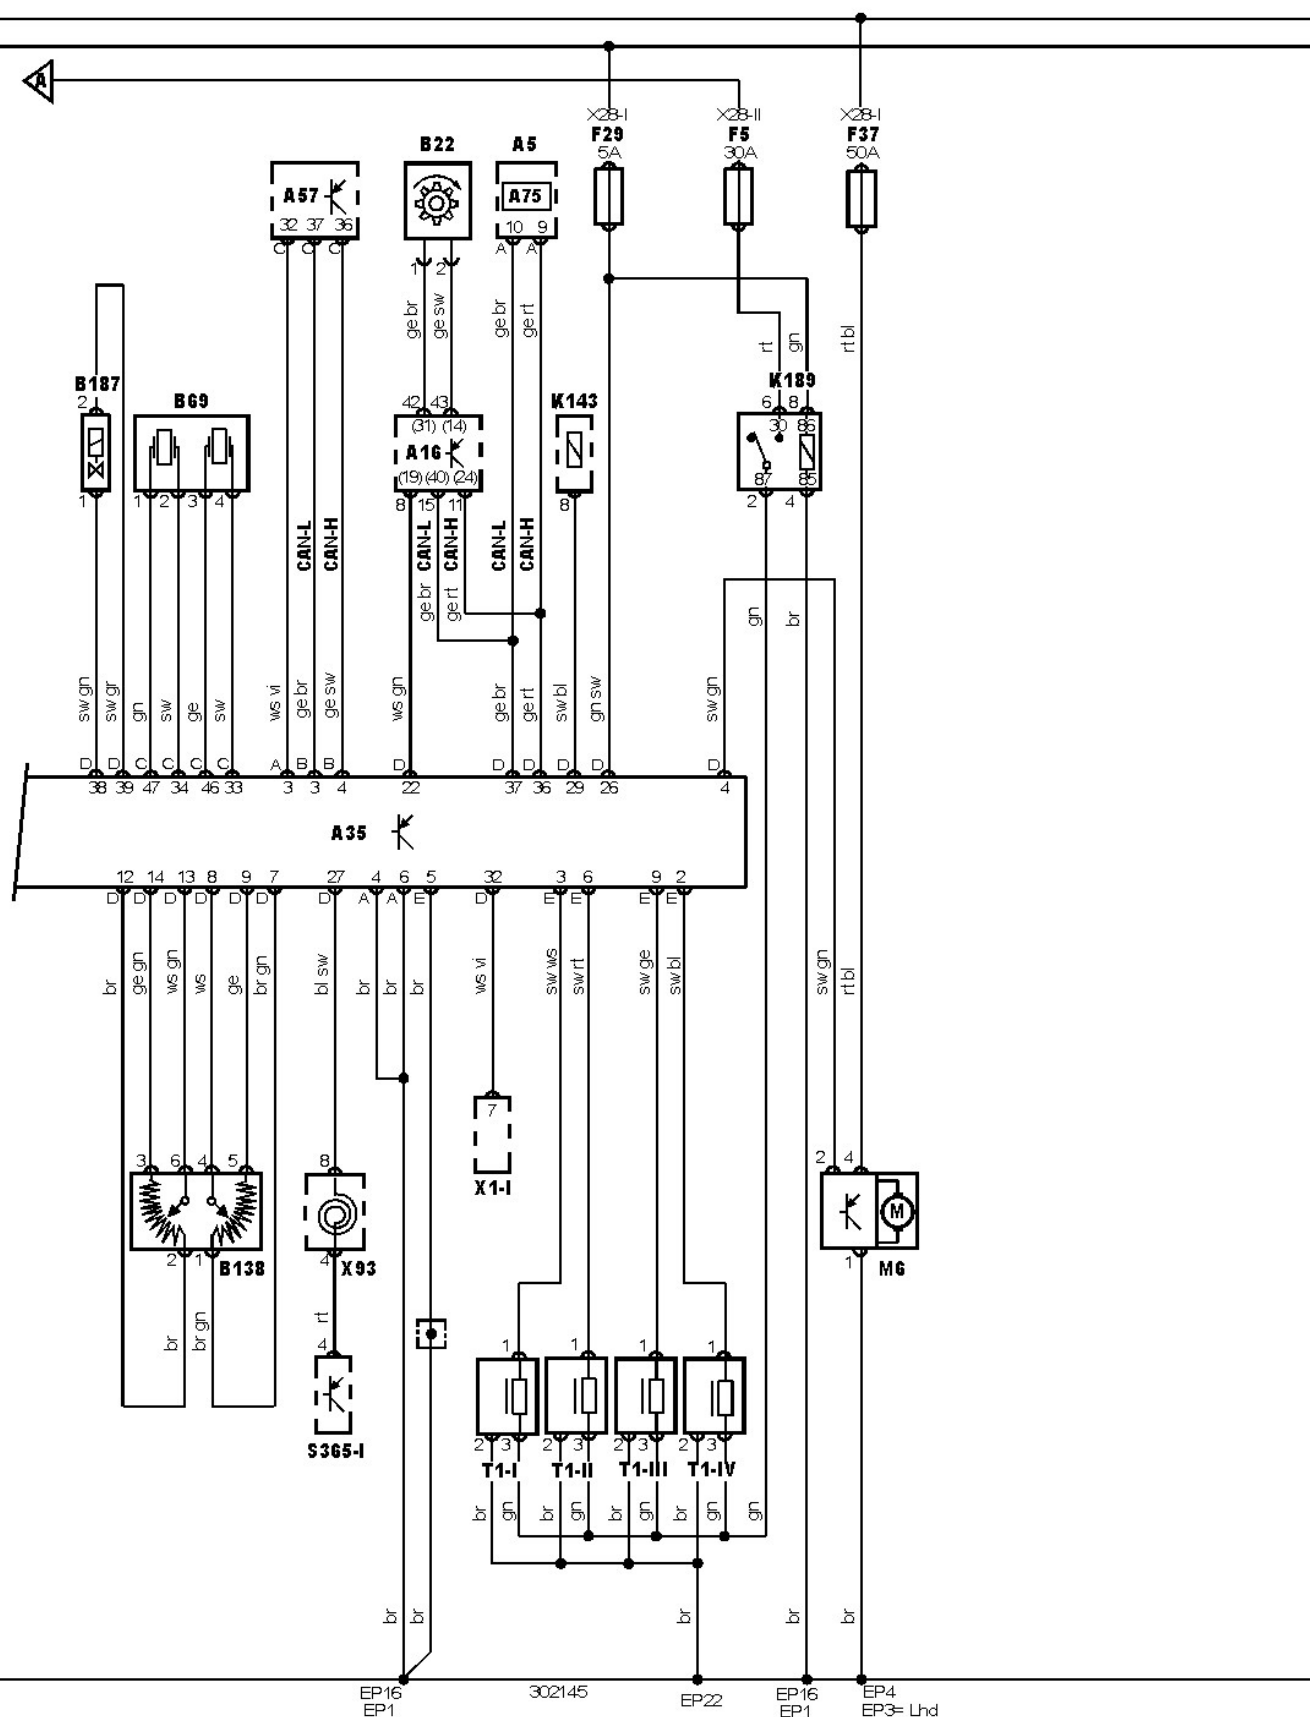 A
X28-I X28-II X28-I
F29 F5 F37
5A 30A 50A
B22 A5
A57 A75
32 37 36 10 9
C C C A A
1 2
ge br ge sw ge br ge rt rt gn rt bl
B187 B69 K143 K189
2 42 43 6 8
(31) (14) 30 86
A16
(19) (40) (24) 87 85
1 1 2 3 4 8 15 11 8 2 4
CAN-L CAN-H CAN-L CAN-H CAN-L CAN-H
ge br ge rt gn br
sw gn sw gr gn sw ge sw ws vi ge br ge sw ws gn ge br ge rt sw bl gn sw sw gn
D D C C C C A B B D D D D D D
38 39 47 34 46 33 3 3 4 22 37 36 29 26 4
A35
12 14 13 8 9 7 27 4 6 5 32 3 6 9 2
D D D D D D D A A E D E E E E
br ge gn ws gn ws ge br gn bl sw br br br ws vi sw ws sw rt sw ge sw bl sw gn rt bl
7
X1-I
3 6 4 5 8 2 4
M
2 1 B138 4 X93 1 M6
br br gn rt
4 1 1 1 1
S365-I
2 3 2 3 2 3 2 3
T1-I T1-II T1-III T1-IV
br gn br gn br gn br gn gn
br br br br br
EP16 302145 EP22 EP16 EP4
EP1 EP1 EP3= Lhd